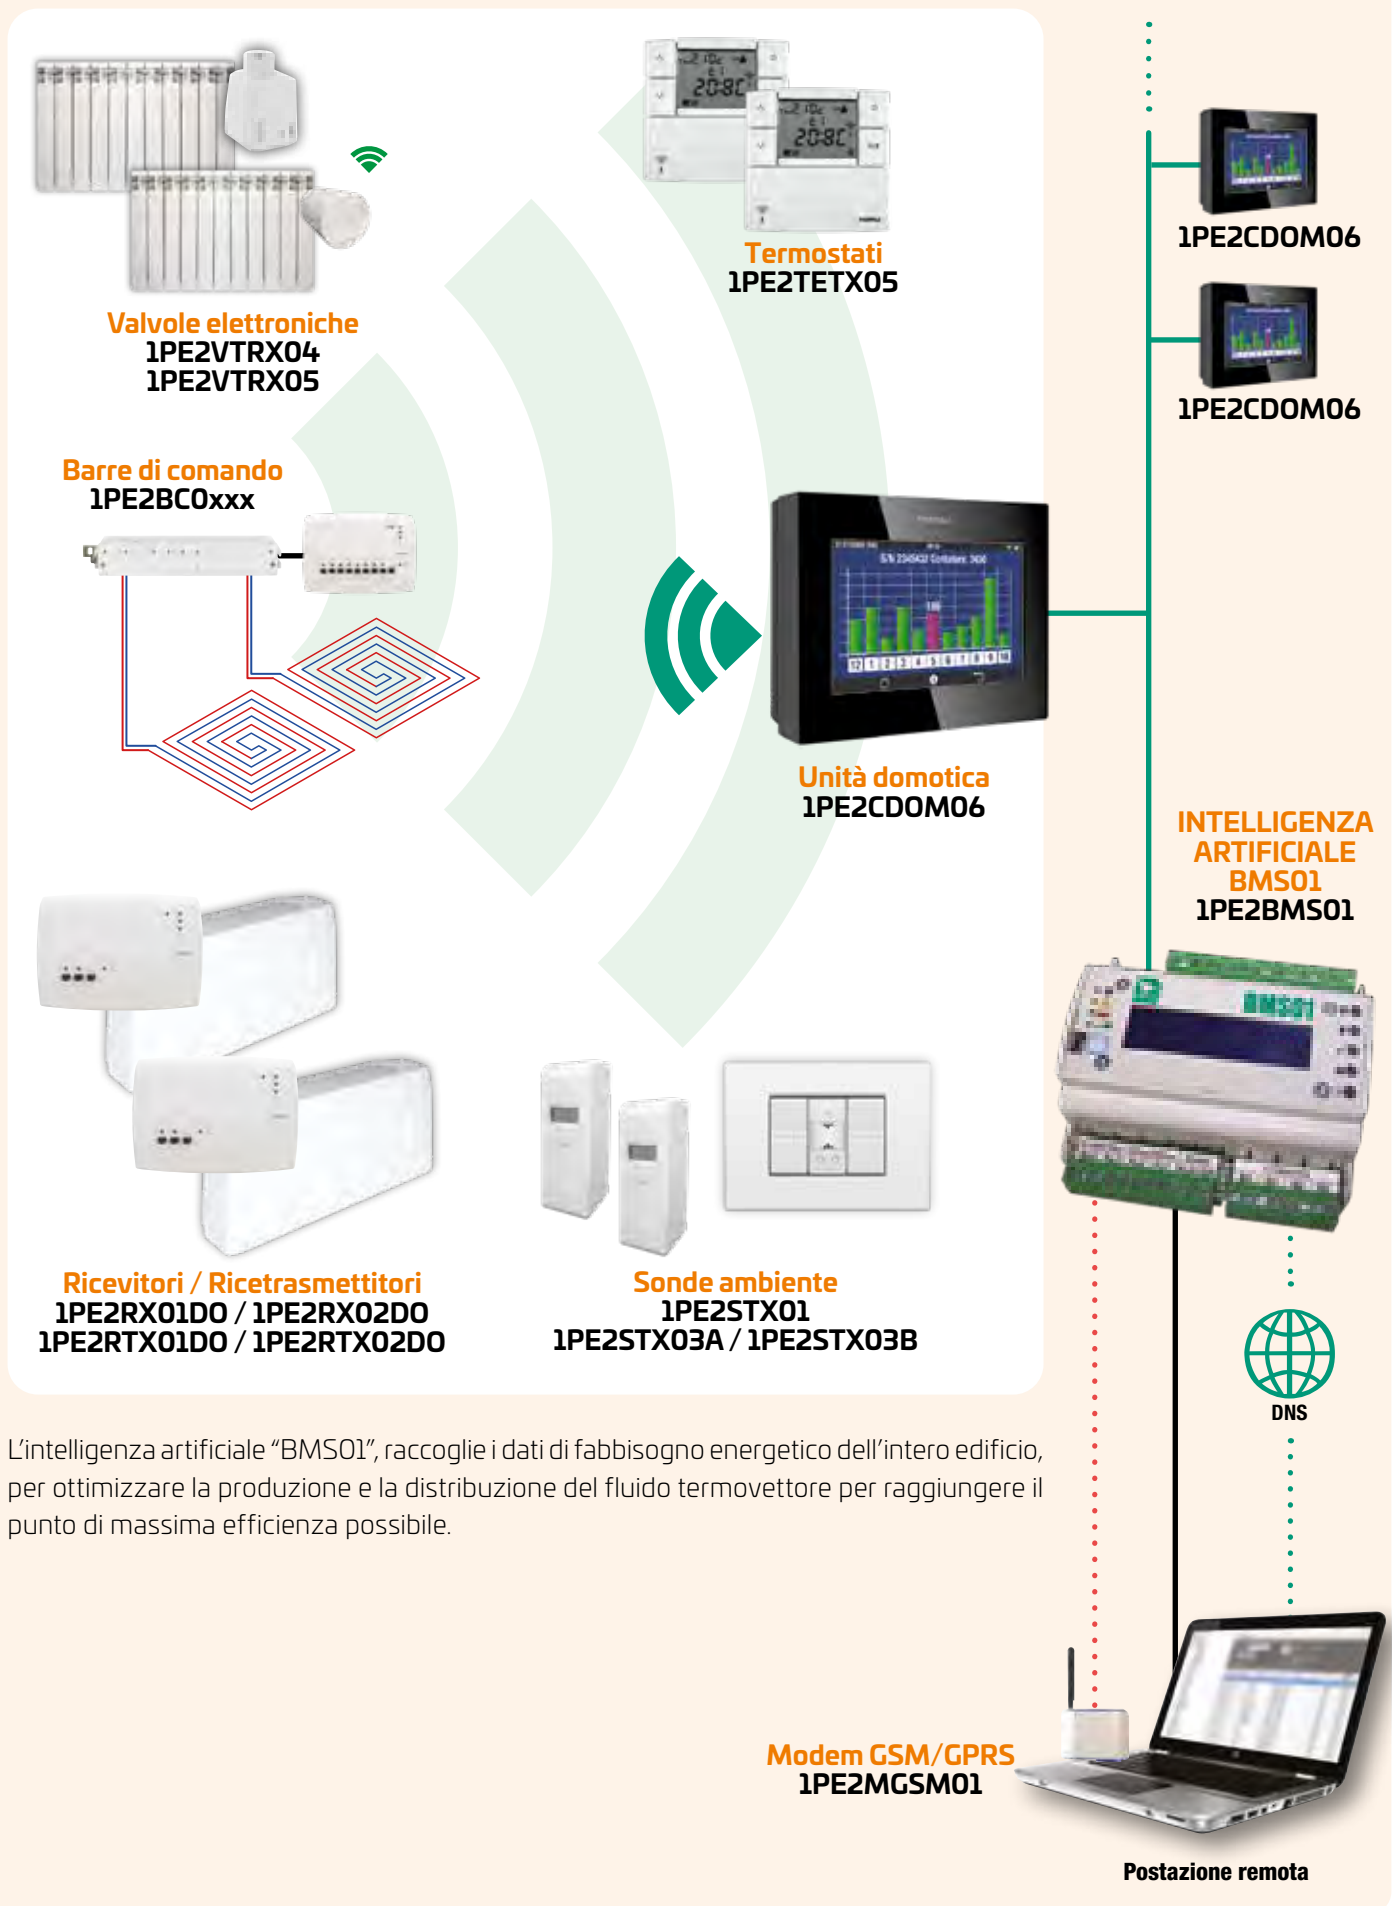 Termostati
1PE2TETX05
1PE2CDOM06
Valvole elettroniche
1PE2VTRX04
1PE2VTRX05
1PE2CDOM06
Barre di comando
1PE2BC0xxx
Unità domotica
1PE2CDOM06
INTELLIGENZA
ARTIFICIALE
BMS01
1PE2BMS01
BMS01
Ricevitori / Ricetrasmettitori
1PE2RX01DO / 1PE2RX02DO
1PE2RTX01DO / 1PE2RTX02DO
Sonde ambiente
1PE2STX01
1PE2STX03A / 1PE2STX03B
DNS
L’intelligenza artificiale “BMS01”, raccoglie i dati di fabbisogno energetico dell’intero edificio,
per ottimizzare la produzione e la distribuzione del fluido termovettore per raggiungere il
punto di massima efficienza possibile.
Modem GSM/GPRS
1PE2MGSM01
Postazione remota